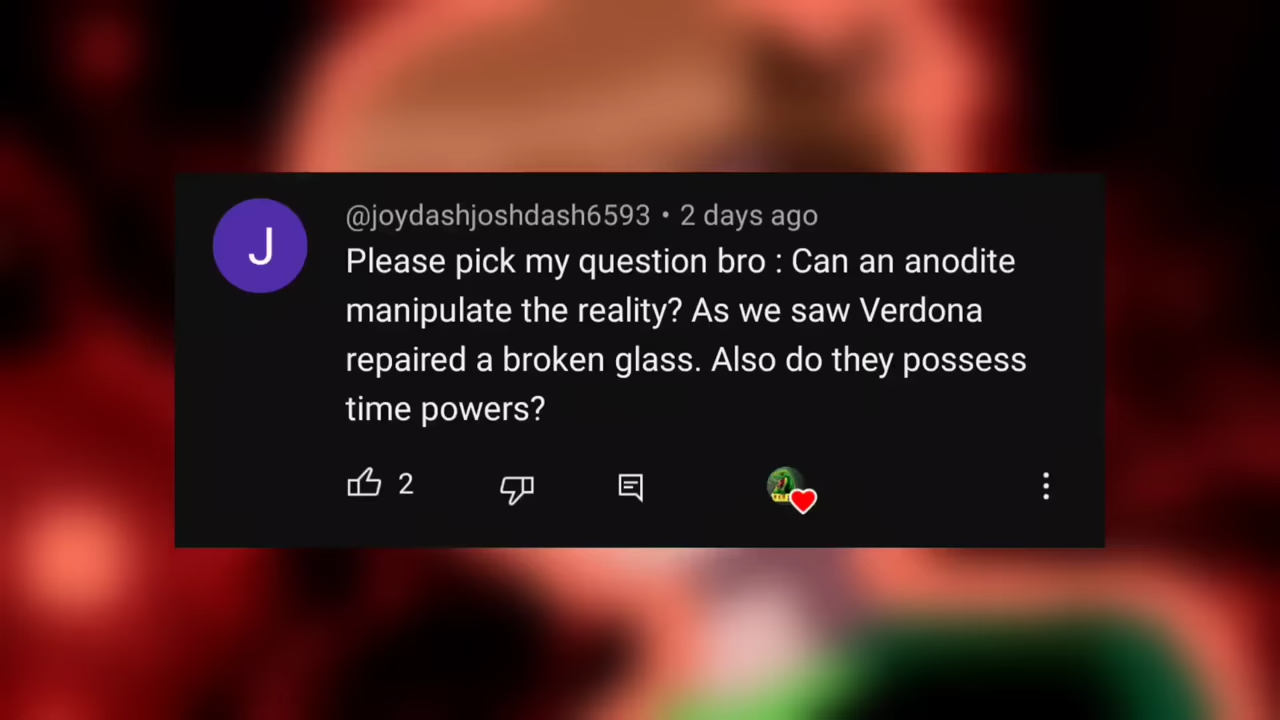 J
@joydashjoshdash6593 • 2 days ago
Please pick my question bro : Can an anodite
manipulate the reality? As we saw Verdona
repaired a broken glass. Also do they possess
time powers?
2